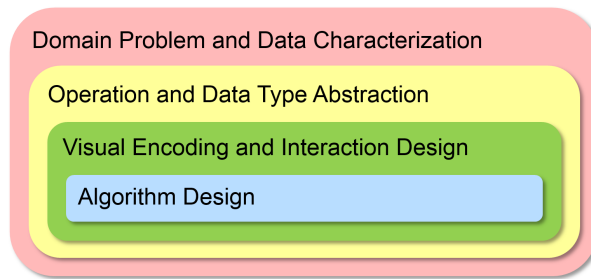 Domain Problem and Data Characterization
Operation and Data Type Abstraction
Visual Encoding and Interaction Design
Algorithm Design